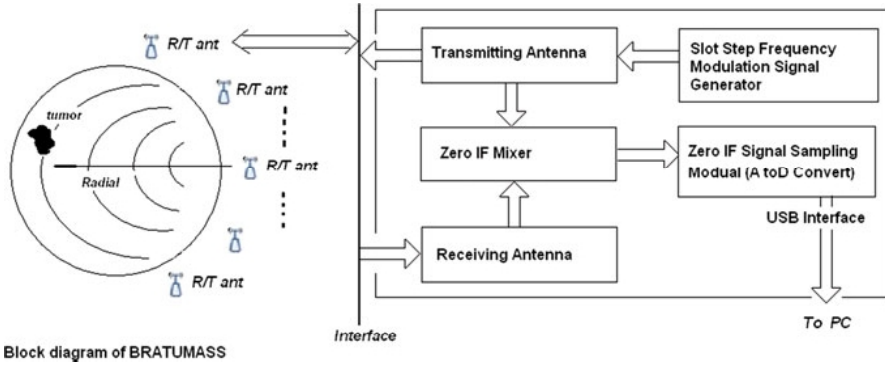 R/T ant
R/T ant
tumor
R/T ant
Radial
R/T ant
Interface
Transmitting Antenna
Slot Step Frequency
Modulation Signal
Generator
Zero IF Mixer
Zero IF Signal Sampling
Modual (A toD Convert)
USB Interface
Receiving Antenna
To PC
Block diagram of BRATUMASS